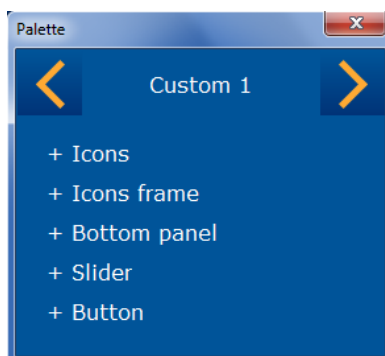 Palette
Custom 1
+ Icons
+ Icons frame
+ Bottom panel
+ Slider
+ Button